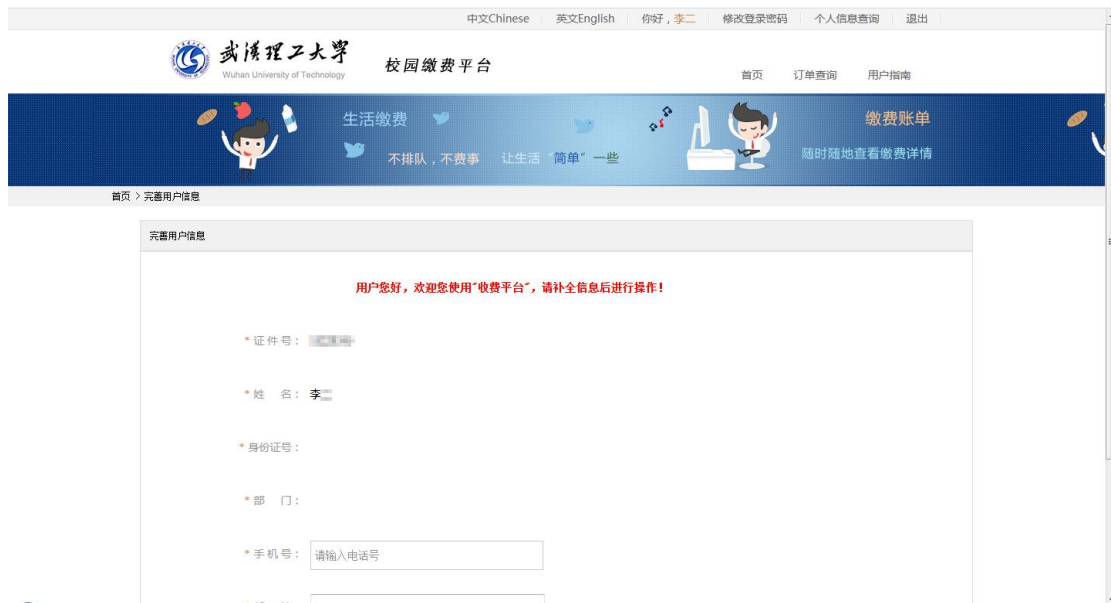 中文Chinese 英文English 你好，李二 修改登录密码 个人信息查询 退出
武漢理工大学
Wuhan University of Technology
校园缴费平台
首页 订单查询 用户指南
生活缴费
不排队，不费事 让生活“简单”一些
缴费账单
随时随地查看缴费详情
首页 > 完善用户信息
完善用户信息
用户您好，欢迎您使用"收费平台"，请补全信息后进行操作！
* 证 件 号：
* 姓 名： 李
* 身份证号：
* 部 门：
* 手 机 号： 请输入电话号